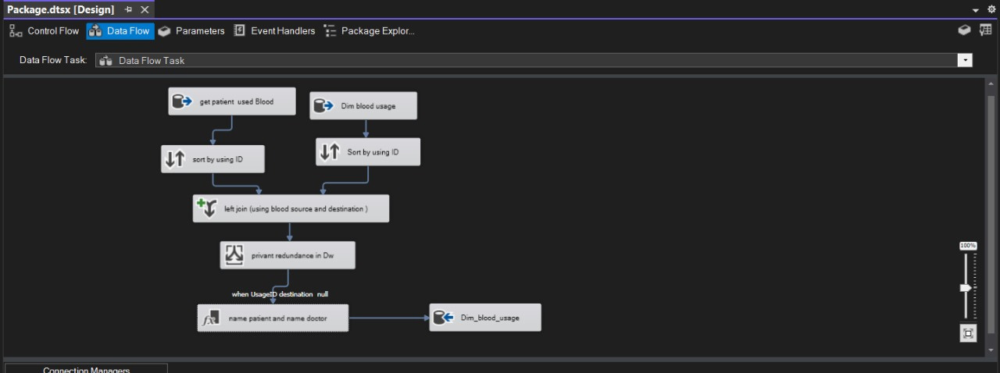 Package.dtsx [Design]
Control Flow Data Flow Parameters Event Handlers Package Explor...
Data Flow Task: Data Flow Task
get patient used Blood
Dim blood usage
sort by using ID
Sort by using ID
left join (using blood source and destination )
privant redundance in Dw
when UsageID destination null
name patient and name doctor
Dim_blood_usage
100%
Connection Managers